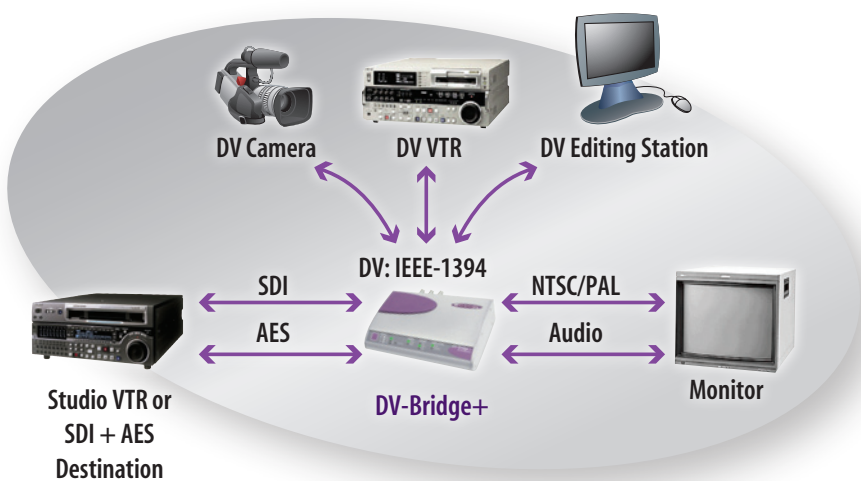 DV Camera
DV VTR
DV Editing Station
DV: IEEE-1394
SDI
NTSC/PAL
AES
Audio
Studio VTR or
SDI + AES
Destination
DV-Bridge+
Monitor